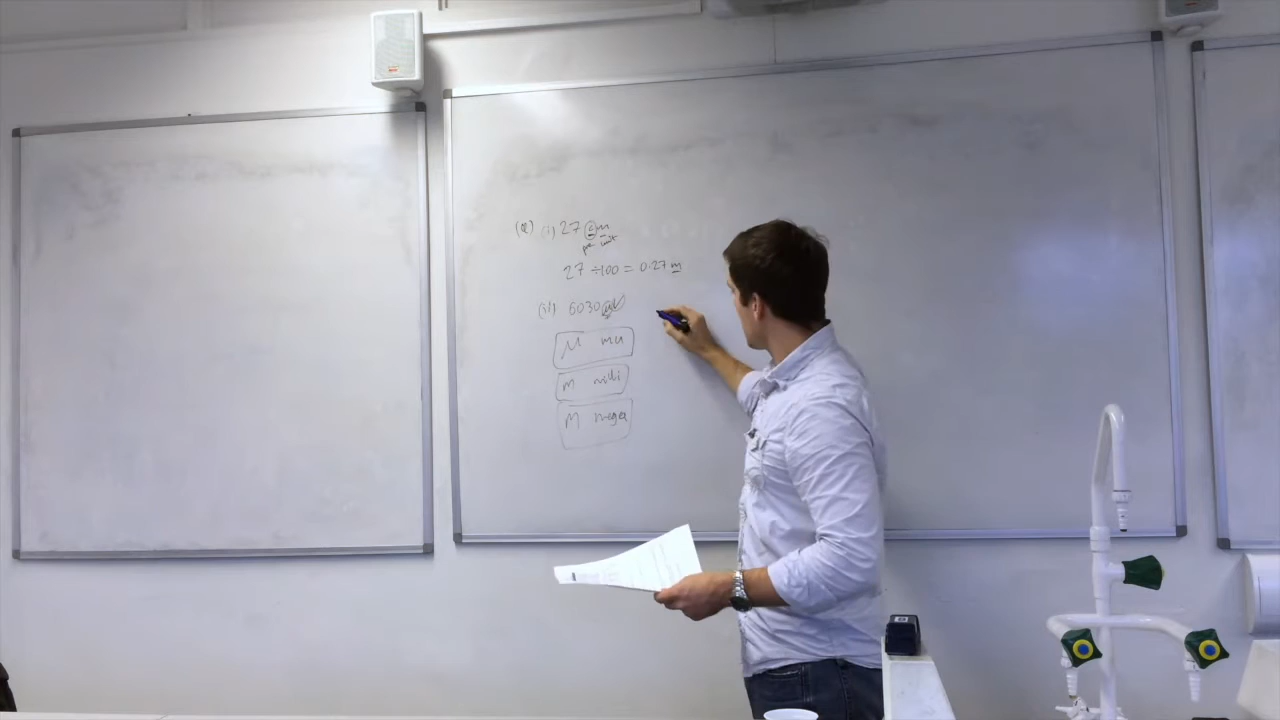 (a) (i) 27 cm
per unit
27 ÷ 100 = 0.27 m
(ii) 6030
μ mu
m milli
M mega